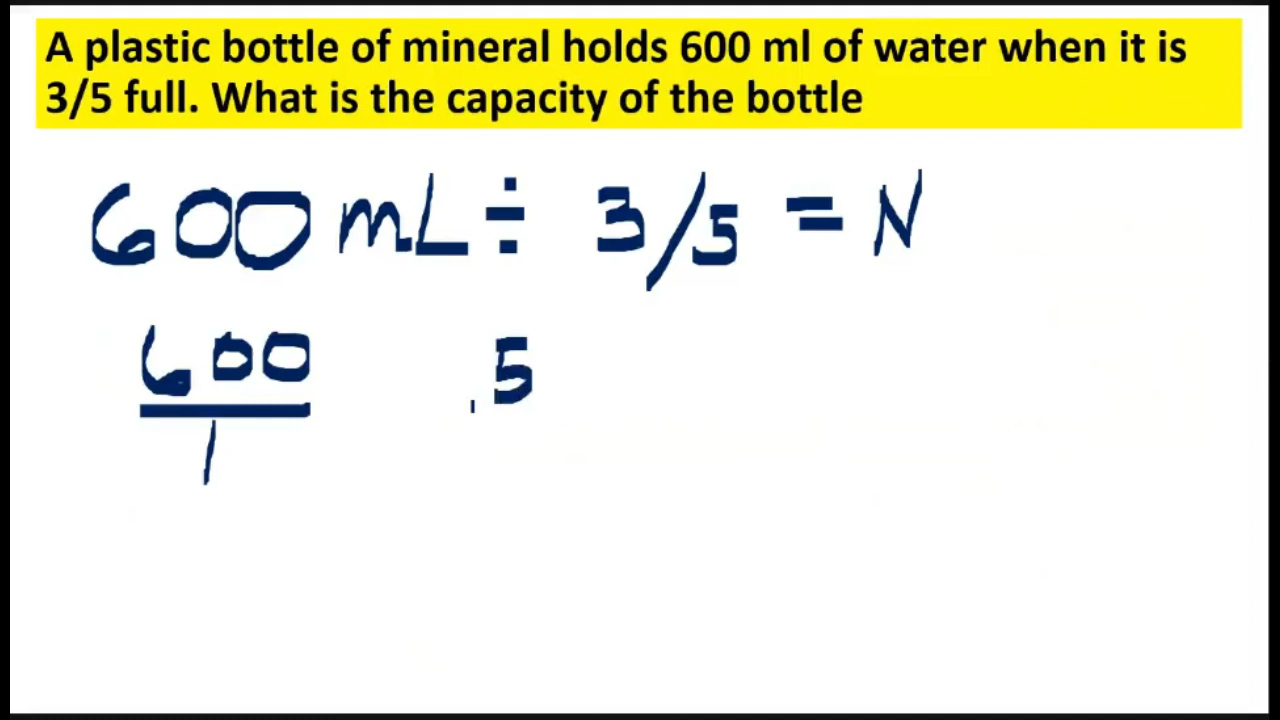 A plastic bottle of mineral holds 600 ml of water when it is
3/5 full. What is the capacity of the bottle
600 mL ÷ 3/5 = N
600 5
1